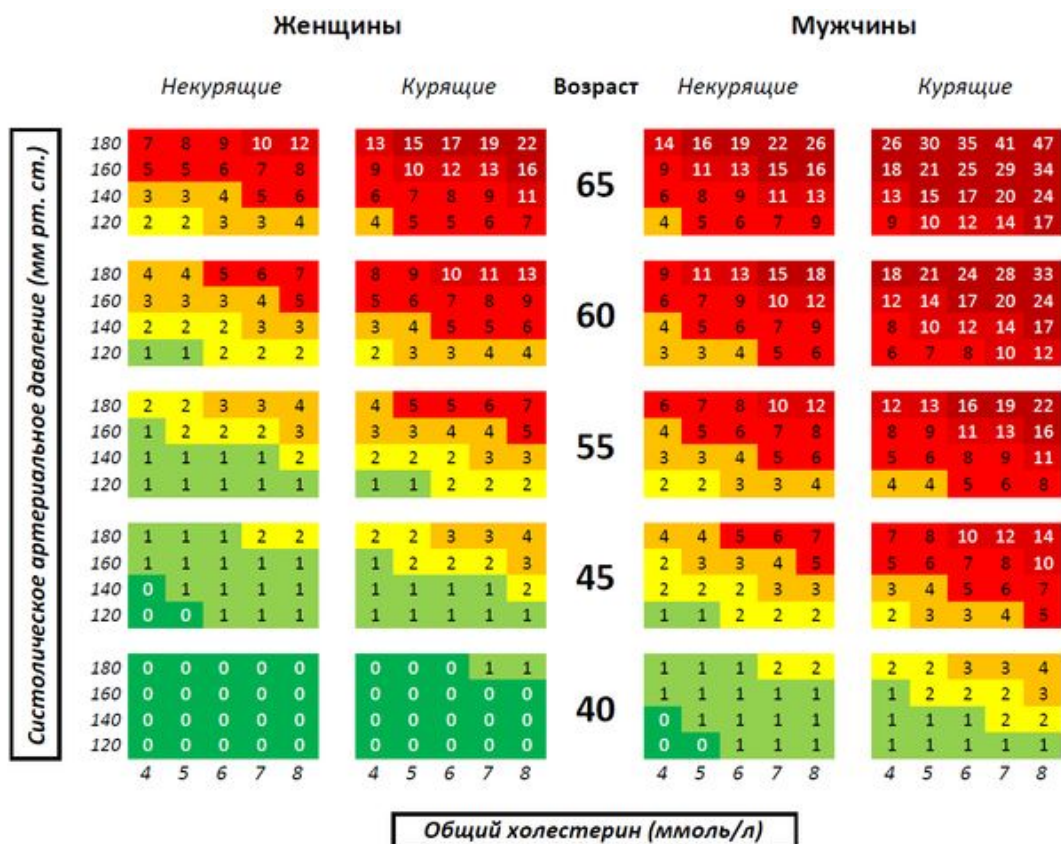 Женщины Мужчины
Некурящие Курящие Возраст Некурящие Курящие
Систолическое артериальное давление (мм рт. ст.)
180 7 8 9 10 12 13 15 17 19 22 14 16 19 22 26 26 30 35 41 47
160 5 5 6 7 8 9 10 12 13 16 9 11 13 15 16 18 21 25 29 34
65
140 3 3 4 5 6 6 7 8 9 11 6 8 9 11 13 13 15 17 20 24
120 2 2 3 3 4 4 5 5 6 7 4 5 6 7 9 9 10 12 14 17
180 4 4 5 6 7 8 9 10 11 13 9 11 13 15 18 18 21 24 28 33
160 3 3 3 4 5 5 6 7 8 9 6 7 9 10 12 12 14 17 20 24
60
140 2 2 2 3 3 3 4 5 5 6 4 5 6 7 9 8 10 12 14 17
120 1 1 2 2 2 2 3 3 4 4 3 3 4 5 6 6 7 8 10 12
180 2 2 3 3 4 4 5 5 6 7 6 7 8 10 12 12 13 16 19 22
160 1 2 2 2 3 3 3 4 4 5 4 5 6 7 8 8 9 11 13 16
55
140 1 1 1 1 2 2 2 2 3 3 3 3 4 5 6 5 6 8 9 11
120 1 1 1 1 1 1 1 2 2 2 2 2 3 3 4 4 4 5 6 8
180 1 1 1 2 2 2 2 3 3 4 4 4 5 6 7 7 8 10 12 14
160 1 1 1 1 1 1 2 2 2 3 2 3 3 4 5 5 6 7 8 10
45
140 0 1 1 1 1 1 1 1 1 2 2 2 2 3 3 3 4 5 6 7
120 0 0 1 1 1 1 1 1 1 1 1 1 2 2 2 2 3 3 4 5
180 0 0 0 0 0 0 0 0 1 1 1 1 1 2 2 2 2 3 3 4
160 0 0 0 0 0 0 0 0 0 0 1 1 1 1 1 1 2 2 2 3
40
140 0 0 0 0 0 0 0 0 0 0 0 1 1 1 1 1 1 1 2 2
120 0 0 0 0 0 0 0 0 0 0 0 0 1 1 1 1 1 1 1 1
4 5 6 7 8 4 5 6 7 8 4 5 6 7 8 4 5 6 7 8
Общий холестерин (ммоль/л)